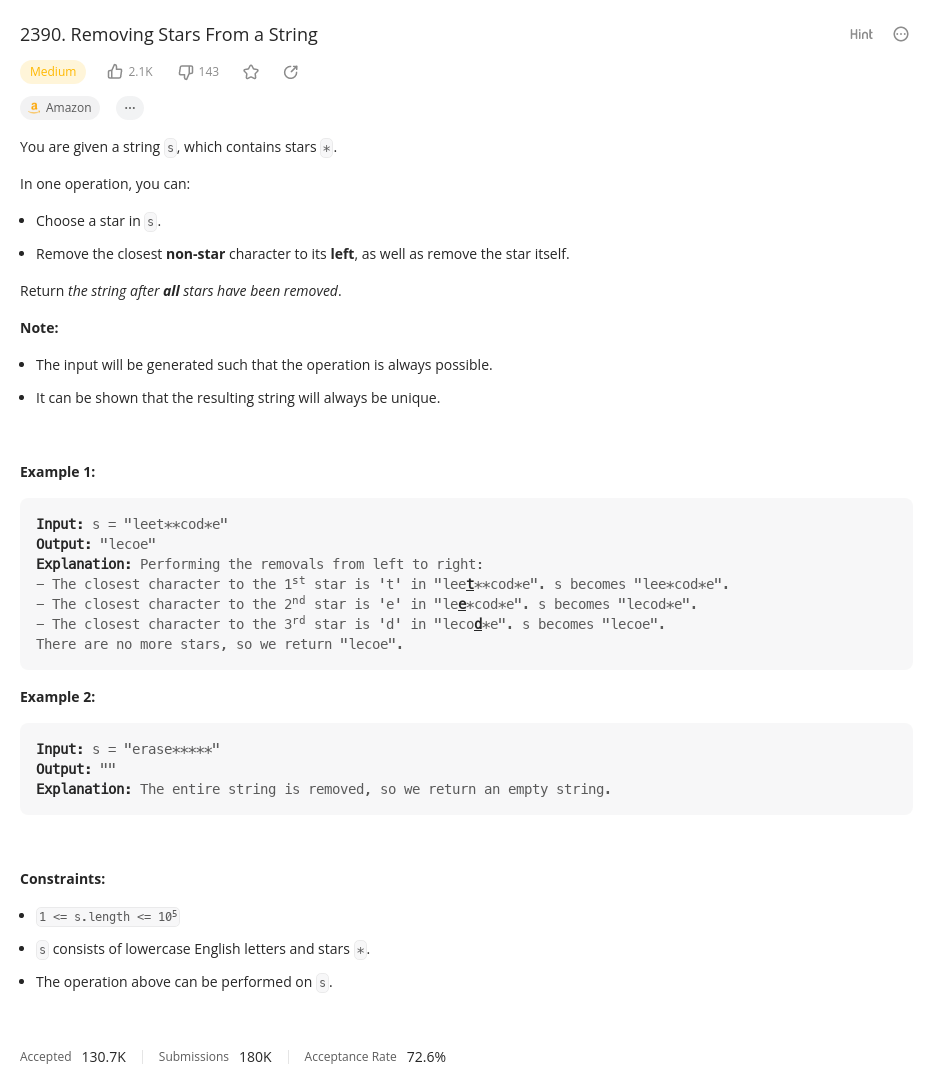 2390. Removing Stars From a String
Hint
Medium 2.1K 143
a Amazon ...
You are given a string s, which contains stars *.
In one operation, you can:
• Choose a star in s.
• Remove the closest non-star character to its left, as well as remove the star itself.
Return the string after all stars have been removed.
Note:
• The input will be generated such that the operation is always possible.
• It can be shown that the resulting string will always be unique.
Example 1:
Input: s = "leet**cod*e"
Output: "lecoe"
Explanation: Performing the removals from left to right:
- The closest character to the 1st star is 't' in "leet**cod*e". s becomes "lee*cod*e".
- The closest character to the 2nd star is 'e' in "lee*cod*e". s becomes "lecod*e".
- The closest character to the 3rd star is 'd' in "lecod*e". s becomes "lecoe".
There are no more stars, so we return "lecoe".
Example 2:
Input: s = "erase*****"
Output: ""
Explanation: The entire string is removed, so we return an empty string.
Constraints:
• 1 <= s.length <= 10⁵
• s consists of lowercase English letters and stars *.
• The operation above can be performed on s.
Accepted 130.7K Submissions 180K Acceptance Rate 72.6%